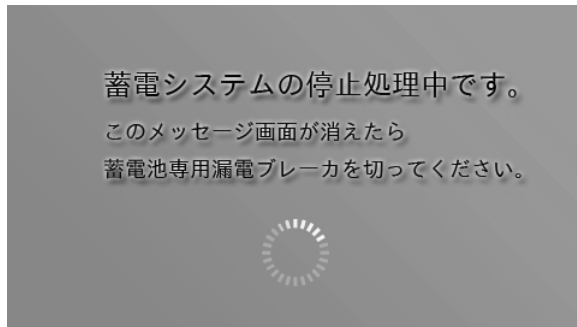 蓄電システムの停止処理中です。
このメッセージ画面が消えたら
蓄電池専用漏電ブレーカを切ってください。